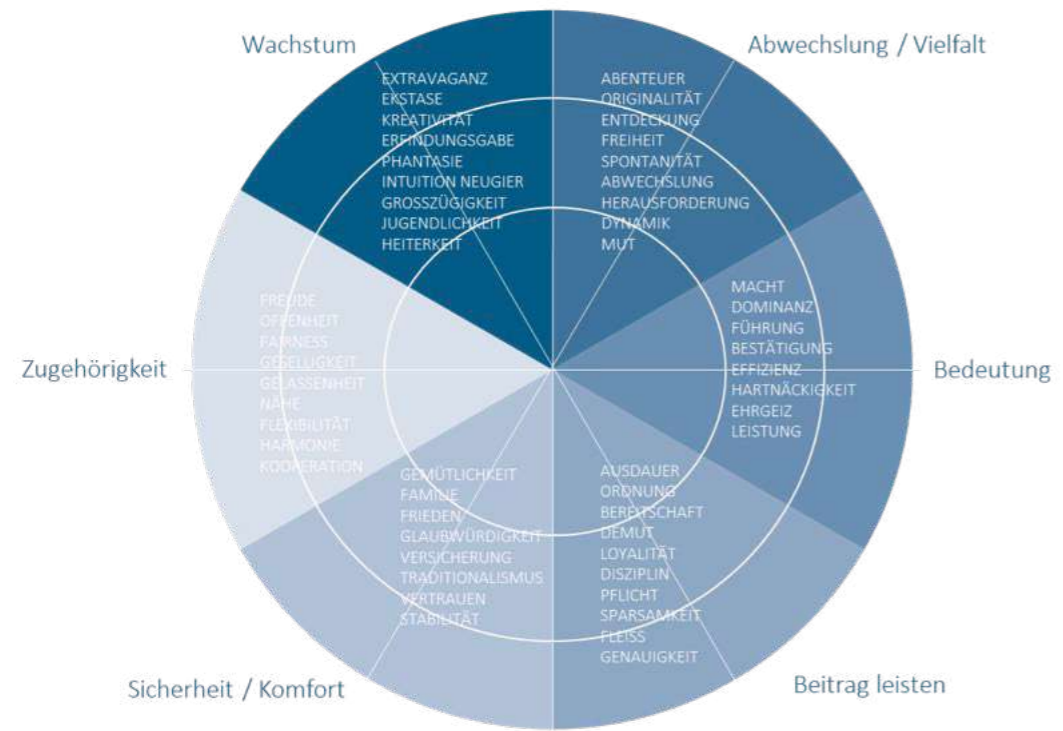 Wachstum
EXTRAVAGANZ
EKSTASE
KREATIVITÄT
ERFINDUNGSGABE
PHANTASIE
INTUITION NEUGIER
GROSSZÜGIGKEIT
JUGENDLICHKEIT
HEITERKEIT
Abwechslung / Vielfalt
ABENTEUER
ORIGINALITÄT
ENTDECKUNG
FREIHEIT
SPONTANITÄT
ABWECHSLUNG
HERAUSFORDERUNG
DYNAMIK
MUT
Bedeutung
MACHT
DOMINANZ
FÜHRUNG
BESTÄTIGUNG
EFFIZIENZ
HARTNÄCKIGKEIT
EHRGEIZ
LEISTUNG
Beitrag leisten
AUSDAUER
ORDNUNG
BEREITSCHAFT
DEMUT
LOYALITÄT
DISZIPLIN
PFLICHT
SPARSAMKEIT
FLEISS
GENAUIGKEIT
Sicherheit / Komfort
GEMÜTLICHKEIT
FAMILIE
FRIEDEN
GLAUBWÜRDIGKEIT
VERSICHERUNG
TRADITIONALISMUS
VERTRAUEN
STABILITÄT
Zugehörigkeit
FREUDE
OFFENHEIT
FAIRNESS
GESELLIGKEIT
GELASSENHEIT
NÄHE
FLEXIBILITÄT
HARMONIE
KOOPERATION